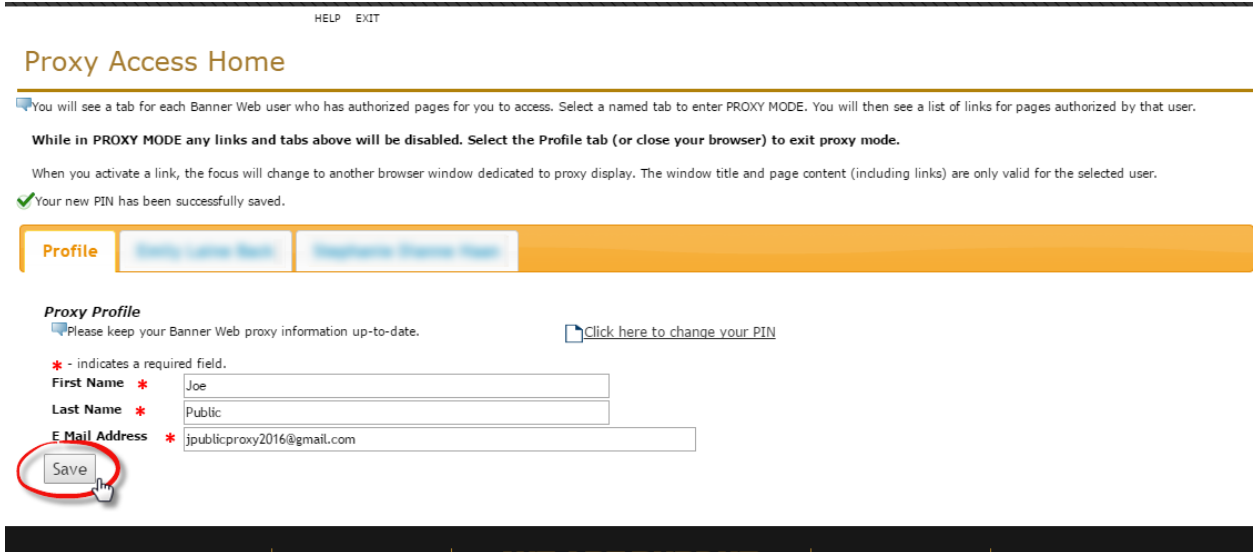 HELP EXIT
Proxy Access Home
You will see a tab for each Banner Web user who has authorized pages for you to access. Select a named tab to enter PROXY MODE. You will then see a list of links for pages authorized by that user.
While in PROXY MODE any links and tabs above will be disabled. Select the Profile tab (or close your browser) to exit proxy mode.
When you activate a link, the focus will change to another browser window dedicated to proxy display. The window title and page content (including links) are only valid for the selected user.
Your new PIN has been successfully saved.
Profile
Proxy Profile
Please keep your Banner Web proxy information up-to-date. Click here to change your PIN
* - indicates a required field.
First Name * Joe
Last Name * Public
E Mail Address * jpublicproxy2016@gmail.com
Save